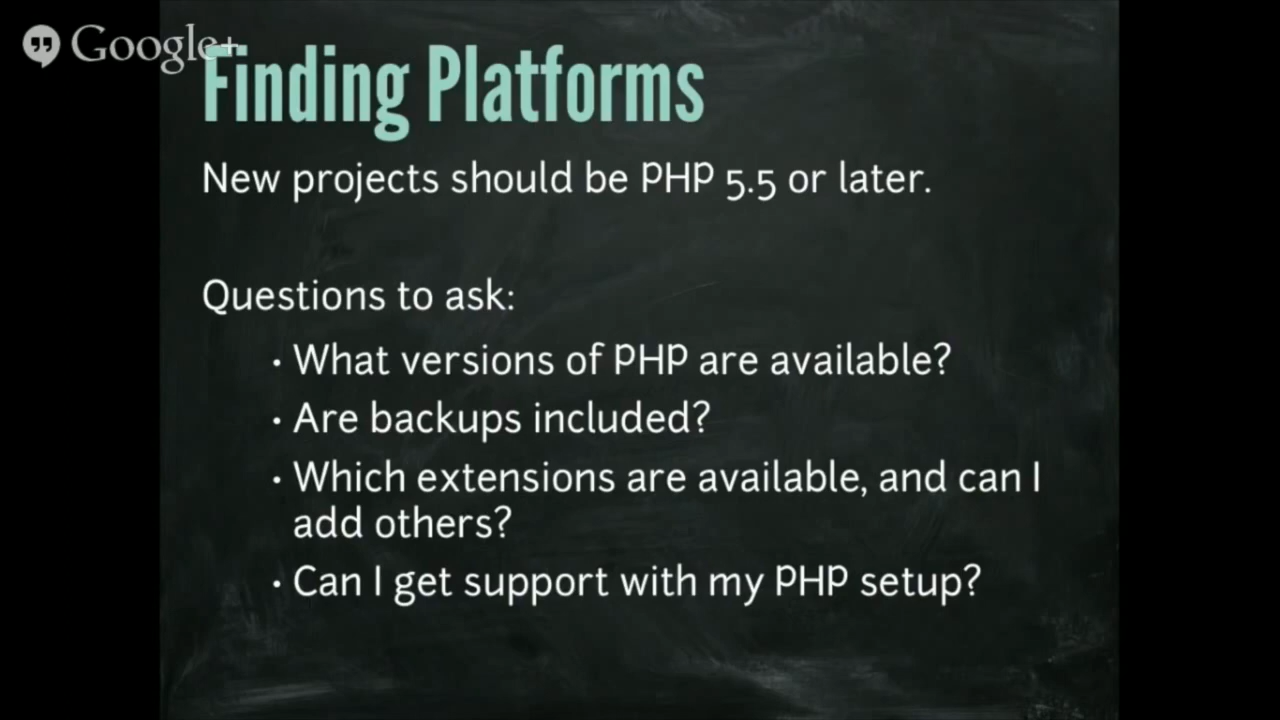 Google+
Finding Platforms
New projects should be PHP 5.5 or later.
Questions to ask:
• What versions of PHP are available?
• Are backups included?
• Which extensions are available, and can I
add others?
• Can I get support with my PHP setup?